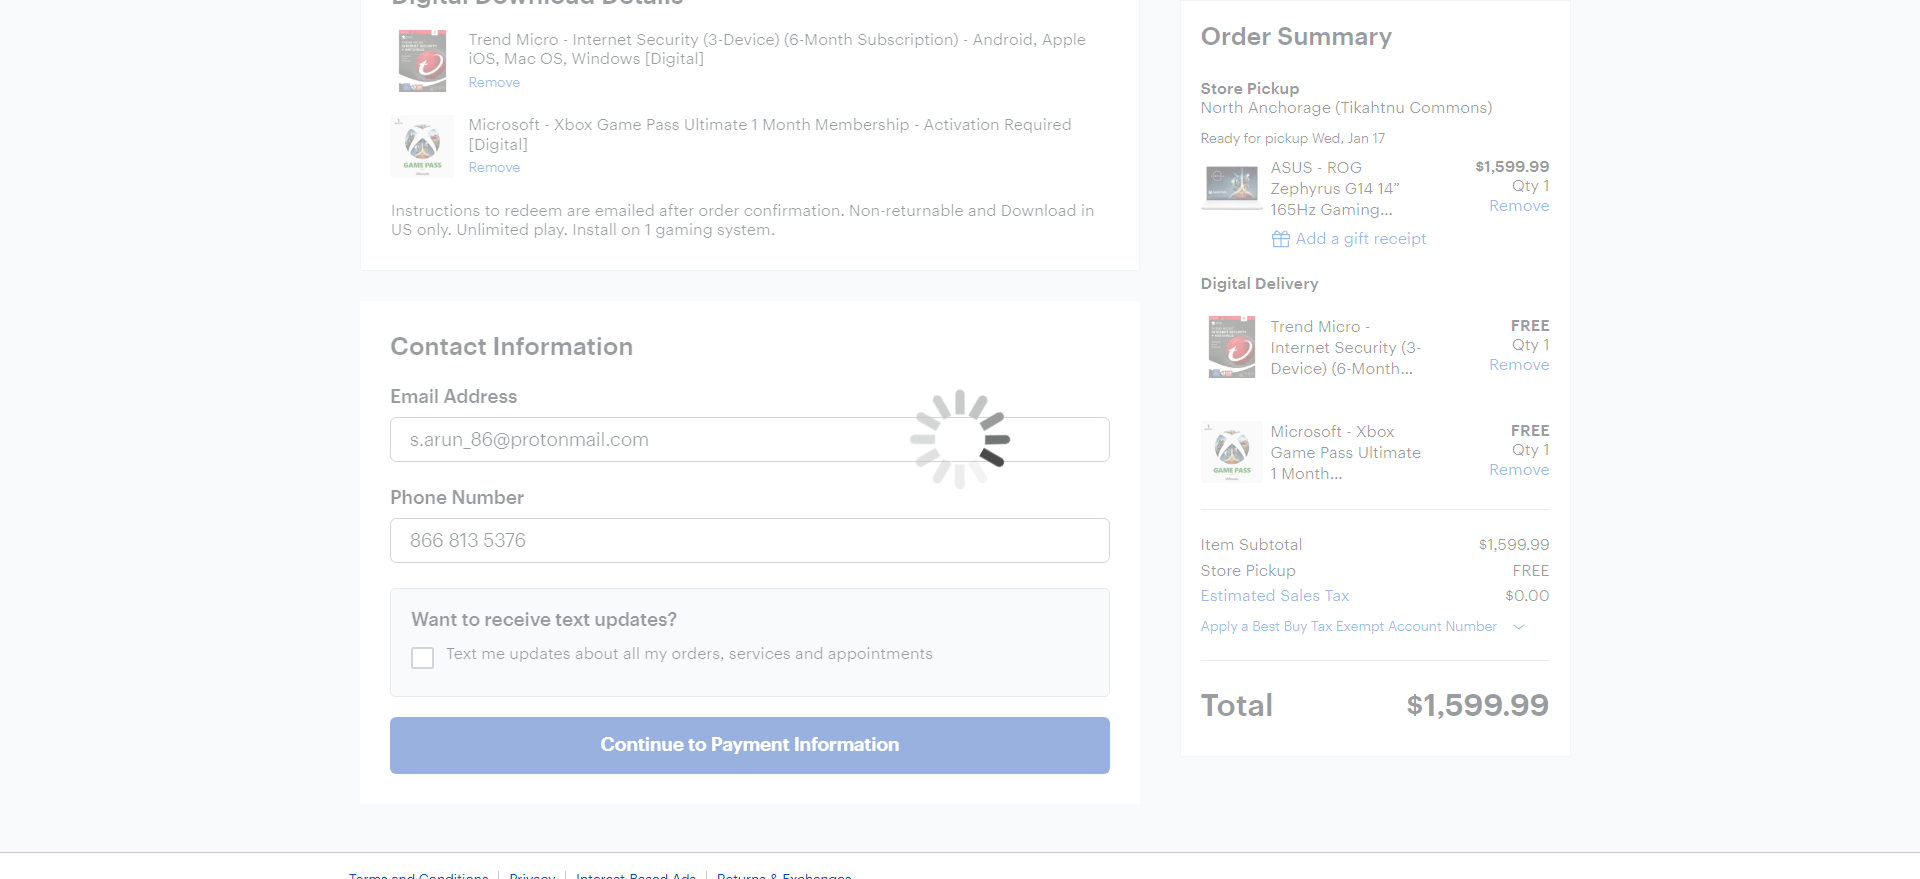 Digital Download Details
Trend Micro - Internet Security (3-Device) (6-Month Subscription) - Android, Apple
iOS, Mac OS, Windows [Digital]
Remove
Microsoft - Xbox Game Pass Ultimate 1 Month Membership - Activation Required
[Digital]
Remove
GAME PASS
Instructions to redeem are emailed after order confirmation. Non-returnable and Download in
US only. Unlimited play. Install on 1 gaming system.
Contact Information
Email Address
s.arun_86@protonmail.com
Phone Number
866 813 5376
Want to receive text updates?
Text me updates about all my orders, services and appointments
Continue to Payment Information
Order Summary
Store Pickup
North Anchorage (Tikahtnu Commons)
Ready for pickup Wed, Jan 17
ASUS - ROG
Zephyrus G14 14”
165Hz Gaming...
$1,599.99
Qty 1
Remove
Add a gift receipt
Digital Delivery
Trend Micro -
Internet Security (3-
Device) (6-Month...
FREE
Qty 1
Remove
Microsoft - Xbox
Game Pass Ultimate
1 Month...
FREE
Qty 1
Remove
GAME PASS
Item Subtotal $1,599.99
Store Pickup FREE
Estimated Sales Tax $0.00
Apply a Best Buy Tax Exempt Account Number
Total $1,599.99
Terms and Conditions
Privacy
Interest-Based Ads
Returns & Exchanges